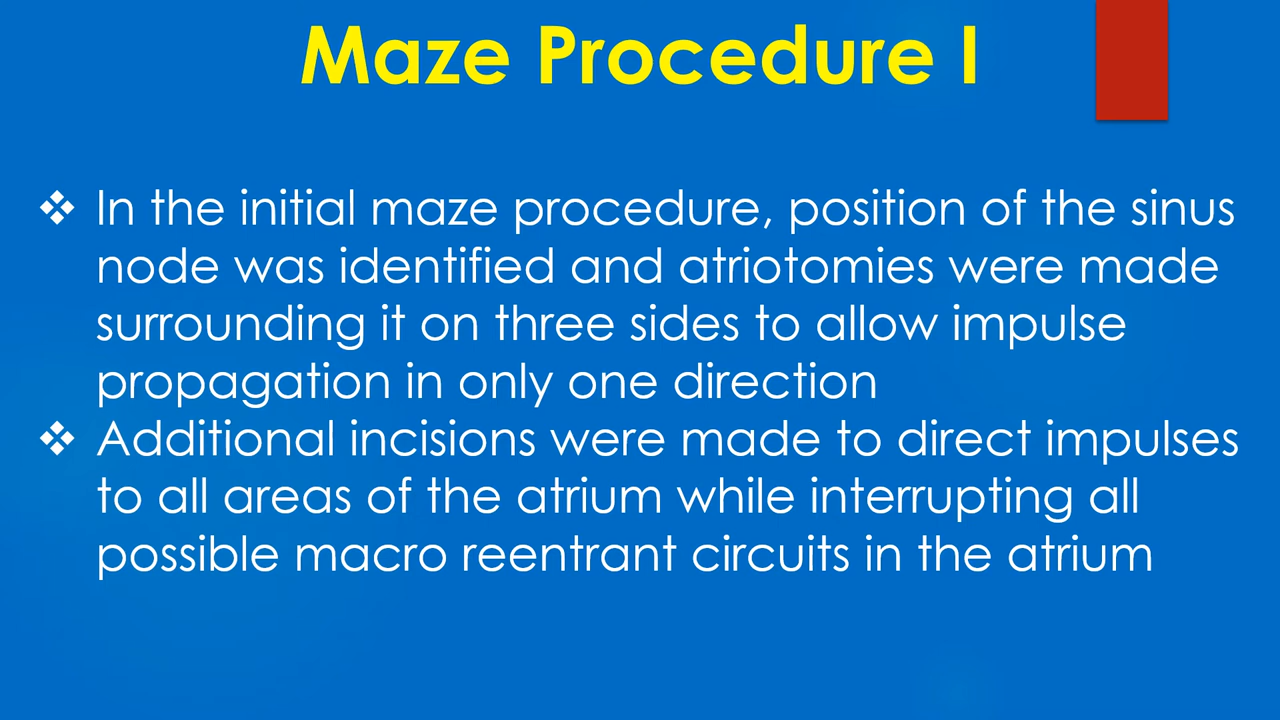 Maze Procedure I
❖ In the initial maze procedure, position of the sinus
node was identified and atriotomies were made
surrounding it on three sides to allow impulse
propagation in only one direction
❖ Additional incisions were made to direct impulses
to all areas of the atrium while interrupting all
possible macro reentrant circuits in the atrium